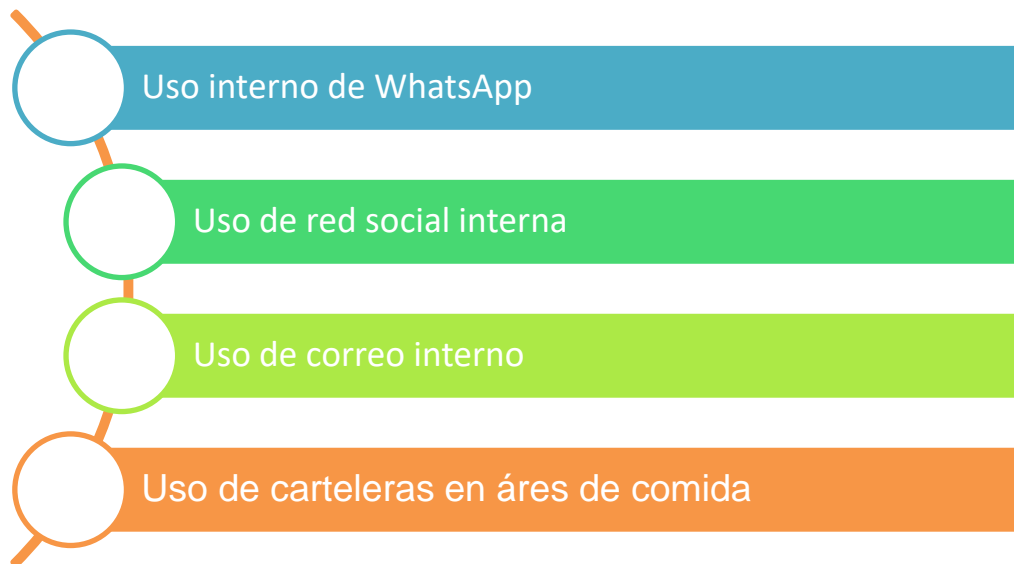 Uso interno de WhatsApp
Uso de red social interna
Uso de correo interno
Uso de carteleras en áres de comida